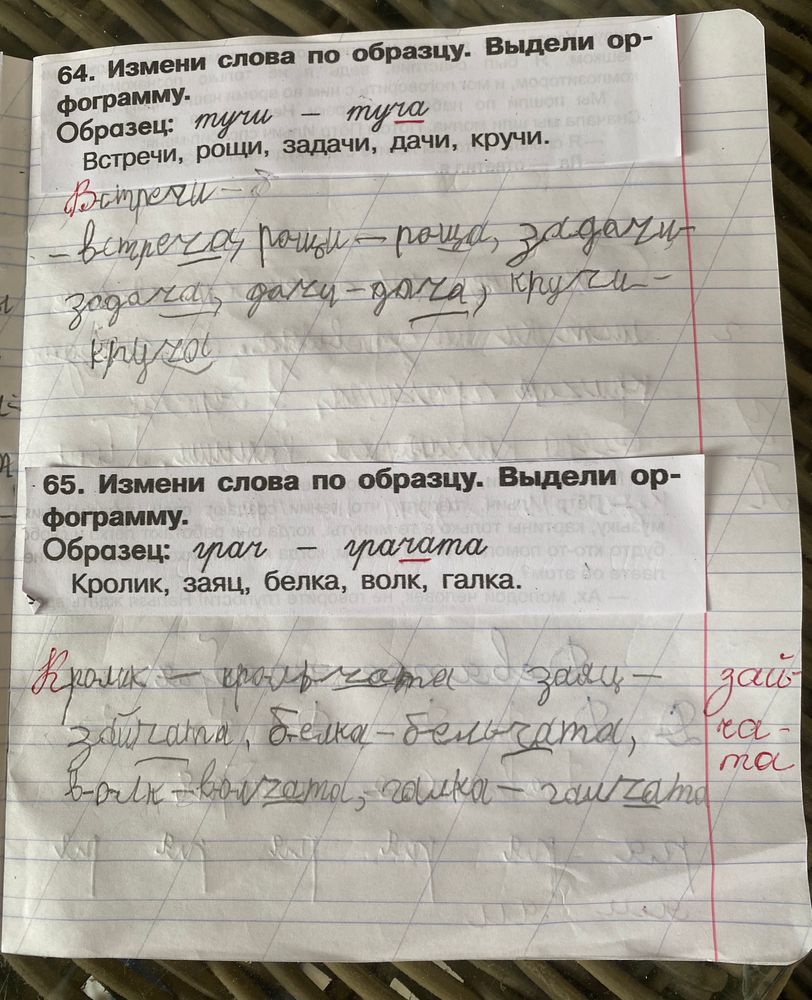 64. Измени слова по образцу. Выдели ор-
фограмму.
Образец: тучи – туча
Встречи, рощи, задачи, дачи, кручи.
Встречи –
– встреча, рощи – роща, задачи –
задача, дачи – дача, кручи –
круча
65. Измени слова по образцу. Выдели ор-
фограмму.
Образец: грач – грачата
Кролик, заяц, белка, волк, галка.
Кролик – крольчата заяц –
зайчата, белка – бельчата,
волк – волчата, галка – галчата
зай-
ча-
та